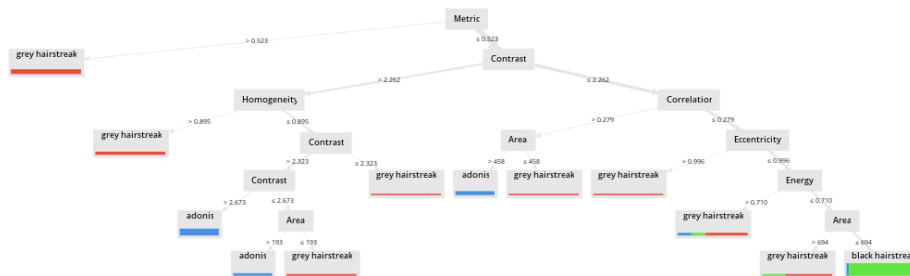 Metric
> 0.523
≤ 0.523
grey hairstreak
Contrast
> 2.262
≤ 2.262
Homogeneity
Correlation
> 0.895
≤ 0.895
> 0.279
≤ 0.279
grey hairstreak
Contrast
Area
Eccentricity
> 2.323
≤ 2.323
> 458
≤ 458
> 0.996
≤ 0.996
Contrast
grey hairstreak
adonis
grey hairstreak
grey hairstreak
Energy
> 2.673
≤ 2.673
> 0.710
≤ 0.710
adonis
Area
grey hairstreak
Area
> 193
≤ 193
> 694
≤ 694
adonis
grey hairstreak
grey hairstreak
black hairstrea